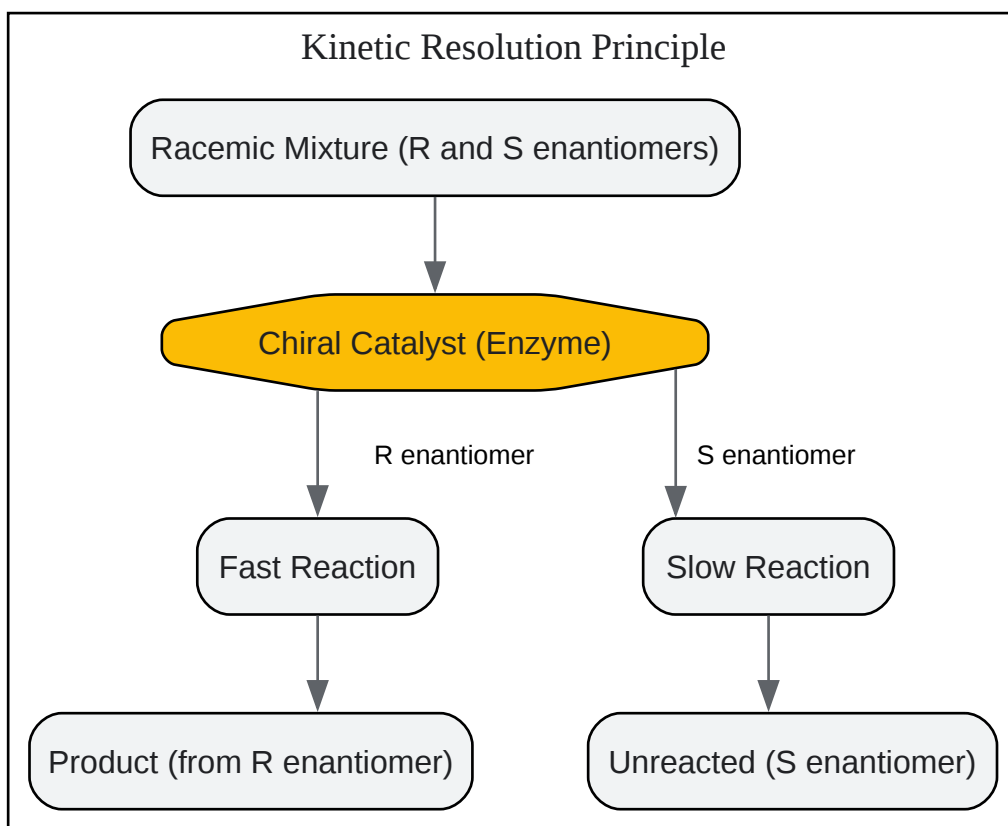 Kinetic Resolution Principle
Racemic Mixture (R and S enantiomers)
Chiral Catalyst (Enzyme)
R enantiomer
S enantiomer
Fast Reaction
Slow Reaction
Product (from R enantiomer)
Unreacted (S enantiomer)